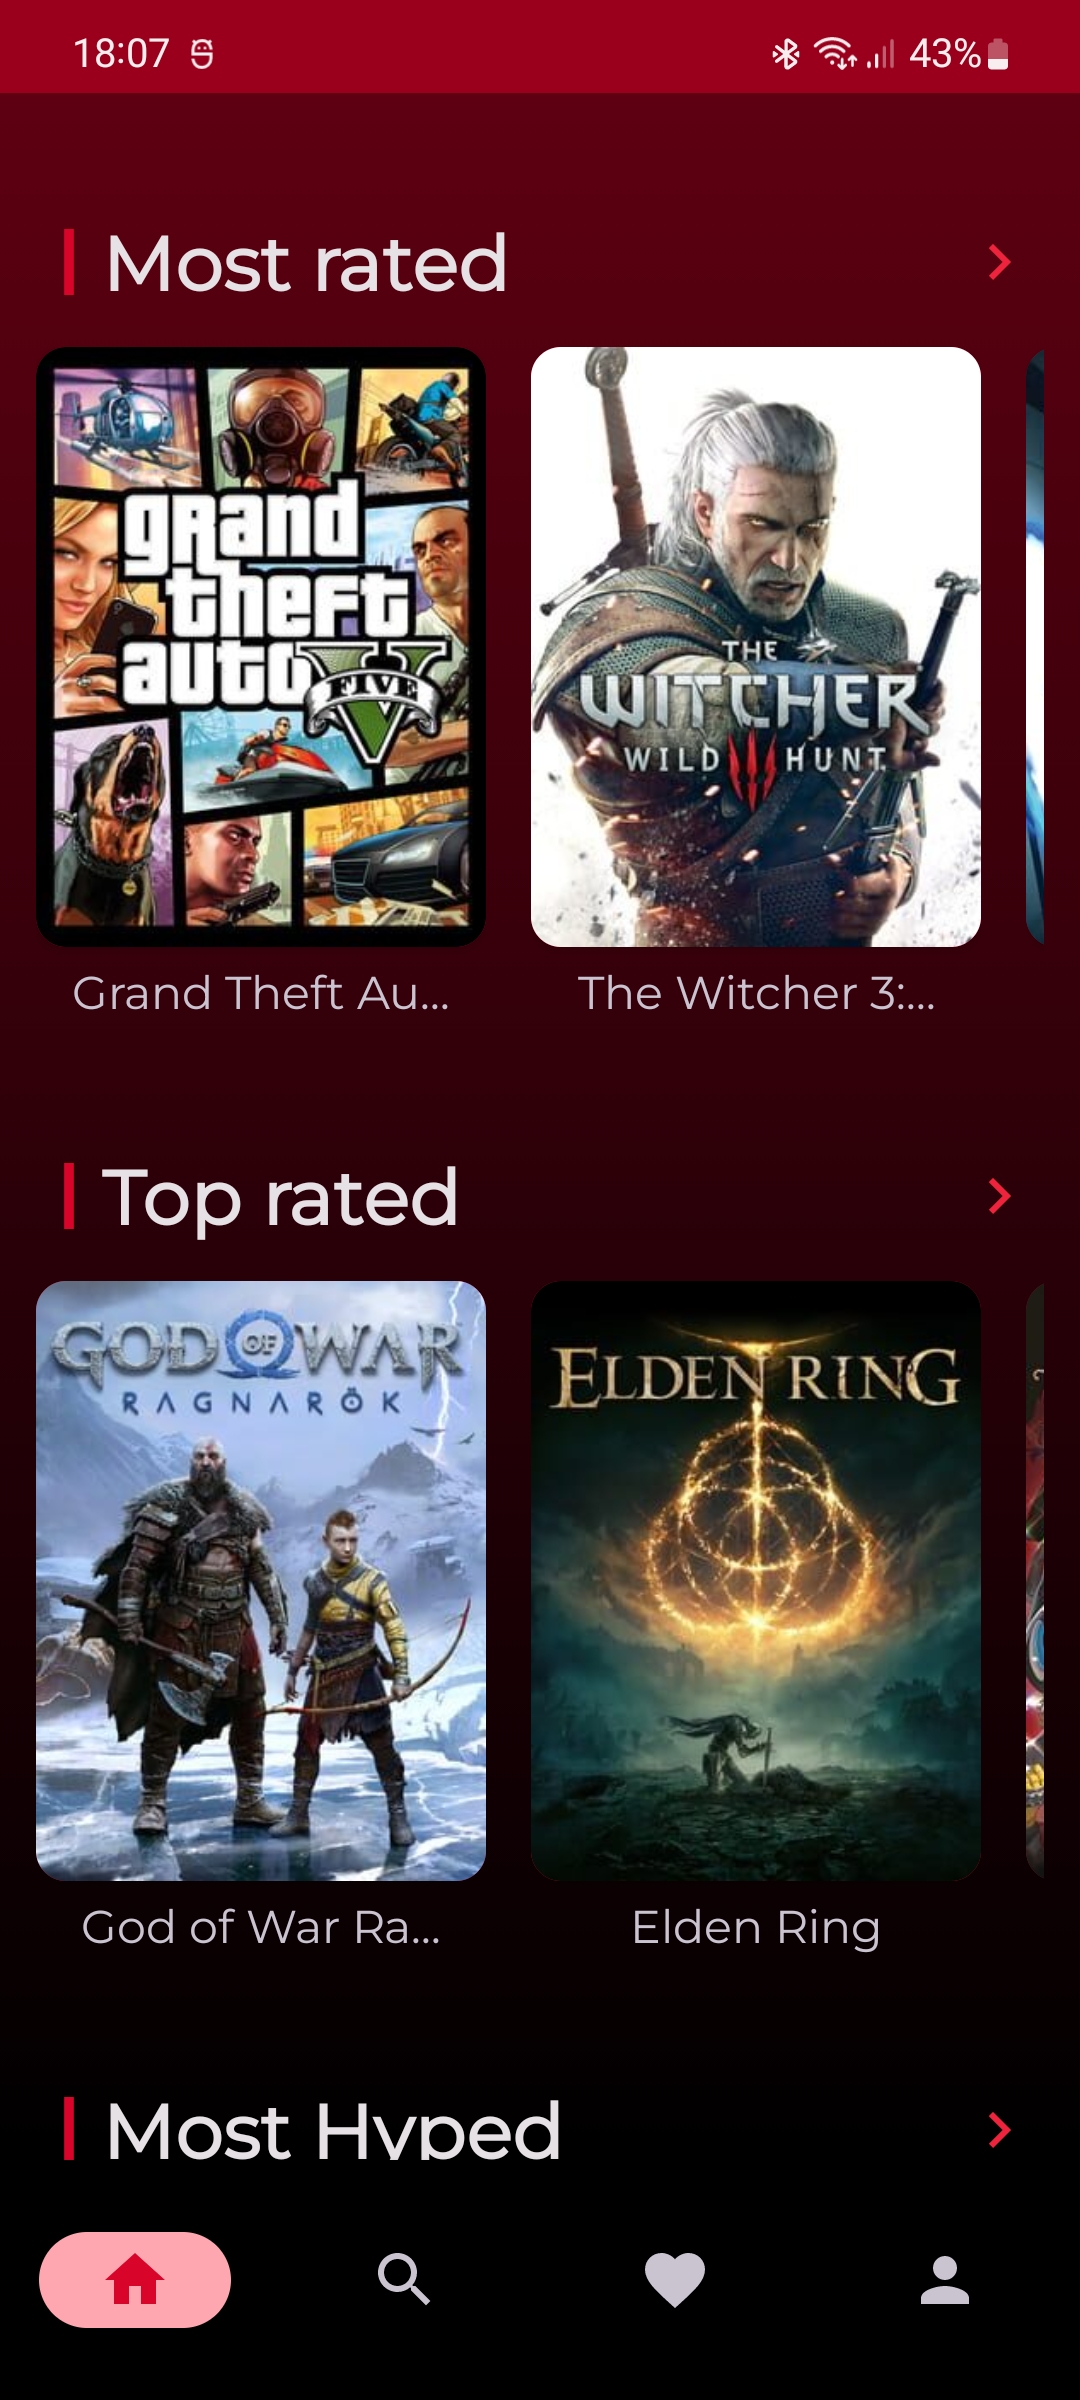 18:07
43%
Most rated
grand
theft
auto
FIVE
THE
WITCHER
WILD HUNT
Grand Theft Au...
The Witcher 3:...
Top rated
GOD OF WAR
RAGNARÖK
ELDEN RING
God of War Ra...
Elden Ring
Most Hyped